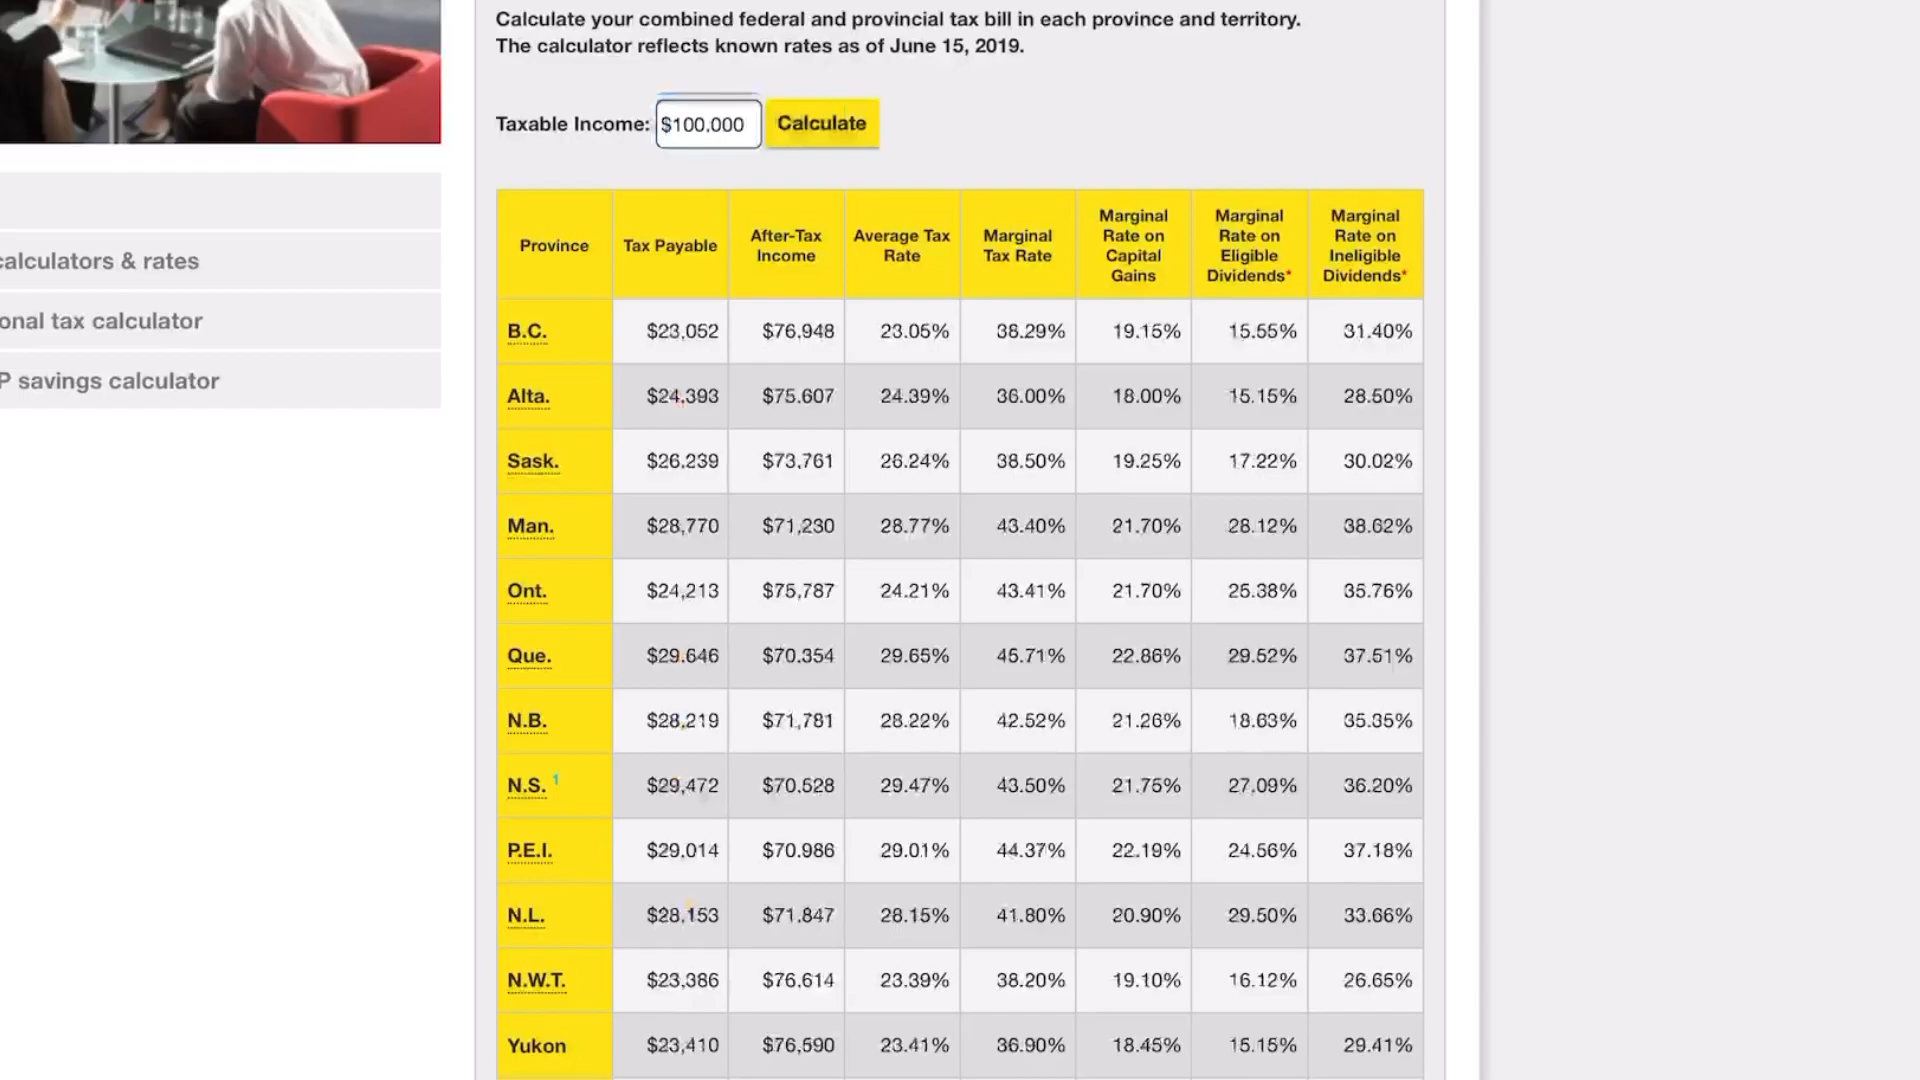 Calculate your combined federal and provincial tax bill in each province and territory.
The calculator reflects known rates as of June 15, 2019.
Taxable Income: $100,000 Calculate
calculators & rates
onal tax calculator
P savings calculator
Province Tax Payable After-Tax Income Average Tax Rate Marginal Tax Rate Marginal Rate on Capital Gains Marginal Rate on Eligible Dividends* Marginal Rate on Ineligible Dividends*
B.C. $23,052 $76,948 23.05% 38.29% 19.15% 15.55% 31.40%
Alta. $24,393 $75,607 24.39% 36.00% 18.00% 15.15% 28.50%
Sask. $26,239 $73,761 26.24% 38.50% 19.25% 17.22% 30.02%
Man. $28,770 $71,230 28.77% 43.40% 21.70% 28.12% 38.62%
Ont. $24,213 $75,787 24.21% 43.41% 21.70% 25.38% 35.76%
Que. $29,646 $70,354 29.65% 45.71% 22.86% 29.52% 37.51%
N.B. $28,219 $71,781 28.22% 42.52% 21.26% 18.63% 35.35%
N.S. 1 $29,472 $70,528 29.47% 43.50% 21.75% 27.09% 36.20%
P.E.I. $29,014 $70,986 29.01% 44.37% 22.19% 24.56% 37.18%
N.L. $28,153 $71,847 28.15% 41.80% 20.90% 29.50% 33.66%
N.W.T. $23,386 $76,614 23.39% 38.20% 19.10% 16.12% 26.65%
Yukon $23,410 $76,590 23.41% 36.90% 18.45% 15.15% 29.41%